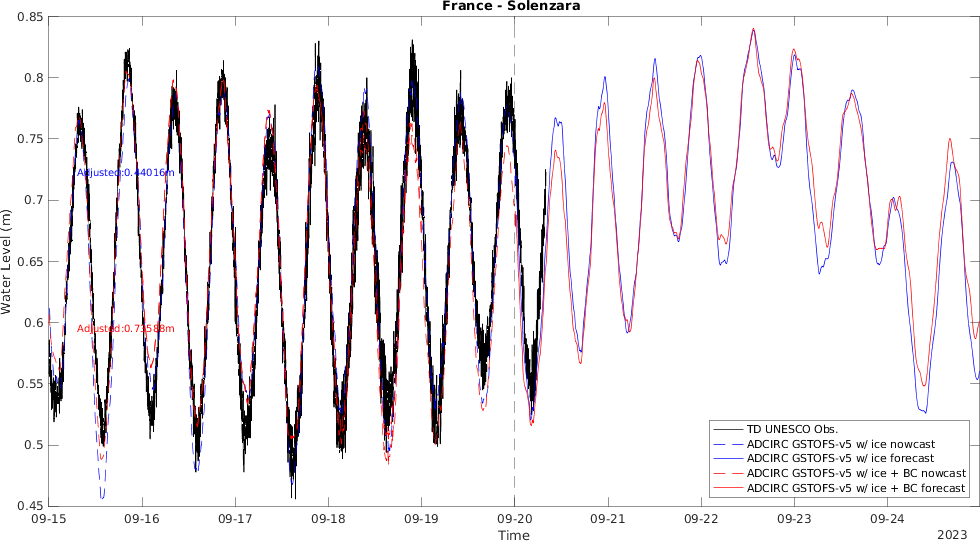 France - Solenzara
0.85
0.8
0.75
0.7
0.65
0.6
0.55
0.5
0.45
Water Level (m)
Adjusted:0.44016m
Adjusted:0.73588m
TD UNESCO Obs.
ADCIRC GSTOFS-v5 w/ ice nowcast
ADCIRC GSTOFS-v5 w/ ice forecast
ADCIRC GSTOFS-v5 w/ ice + BC nowcast
ADCIRC GSTOFS-v5 w/ ice + BC forecast
09-15 09-16 09-17 09-18 09-19 09-20 09-21 09-22 09-23 09-24
Time
2023